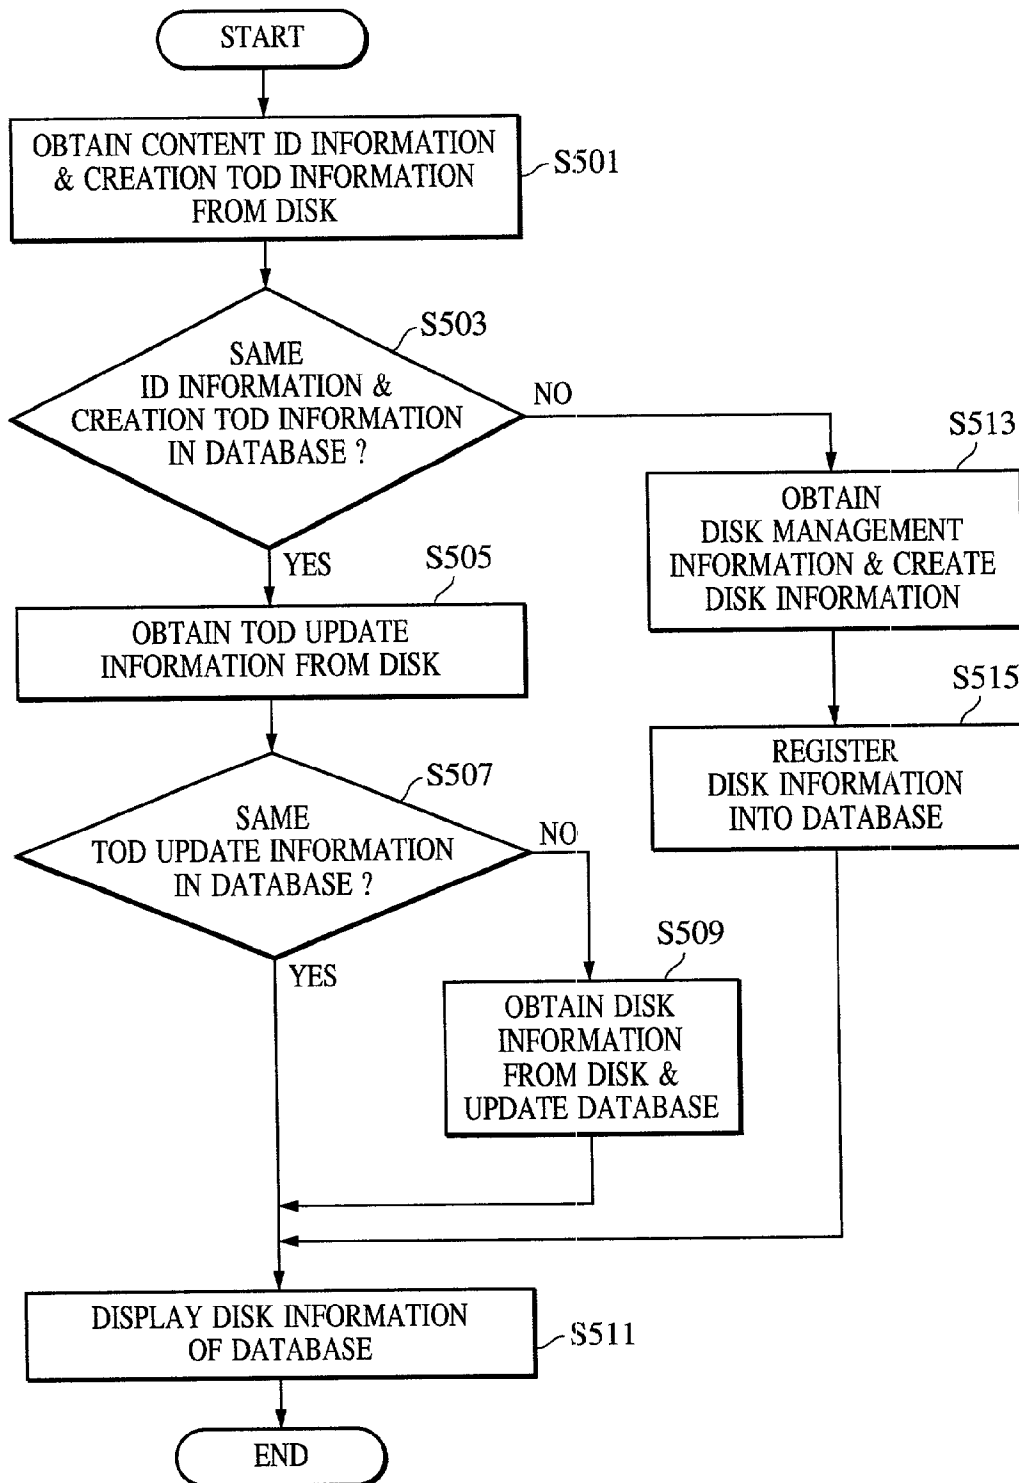 START
OBTAIN CONTENT ID INFORMATION
& CREATION TOD INFORMATION
FROM DISK
S501
S503
SAME
ID INFORMATION &
CREATION TOD INFORMATION
IN DATABASE ?
NO
YES
S513
OBTAIN
DISK MANAGEMENT
INFORMATION & CREATE
DISK INFORMATION
S505
OBTAIN TOD UPDATE
INFORMATION FROM DISK
S515
REGISTER
DISK INFORMATION
INTO DATABASE
S507
SAME
TOD UPDATE INFORMATION
IN DATABASE ?
NO
YES
S509
OBTAIN DISK
INFORMATION
FROM DISK &
UPDATE DATABASE
DISPLAY DISK INFORMATION
OF DATABASE
S511
END